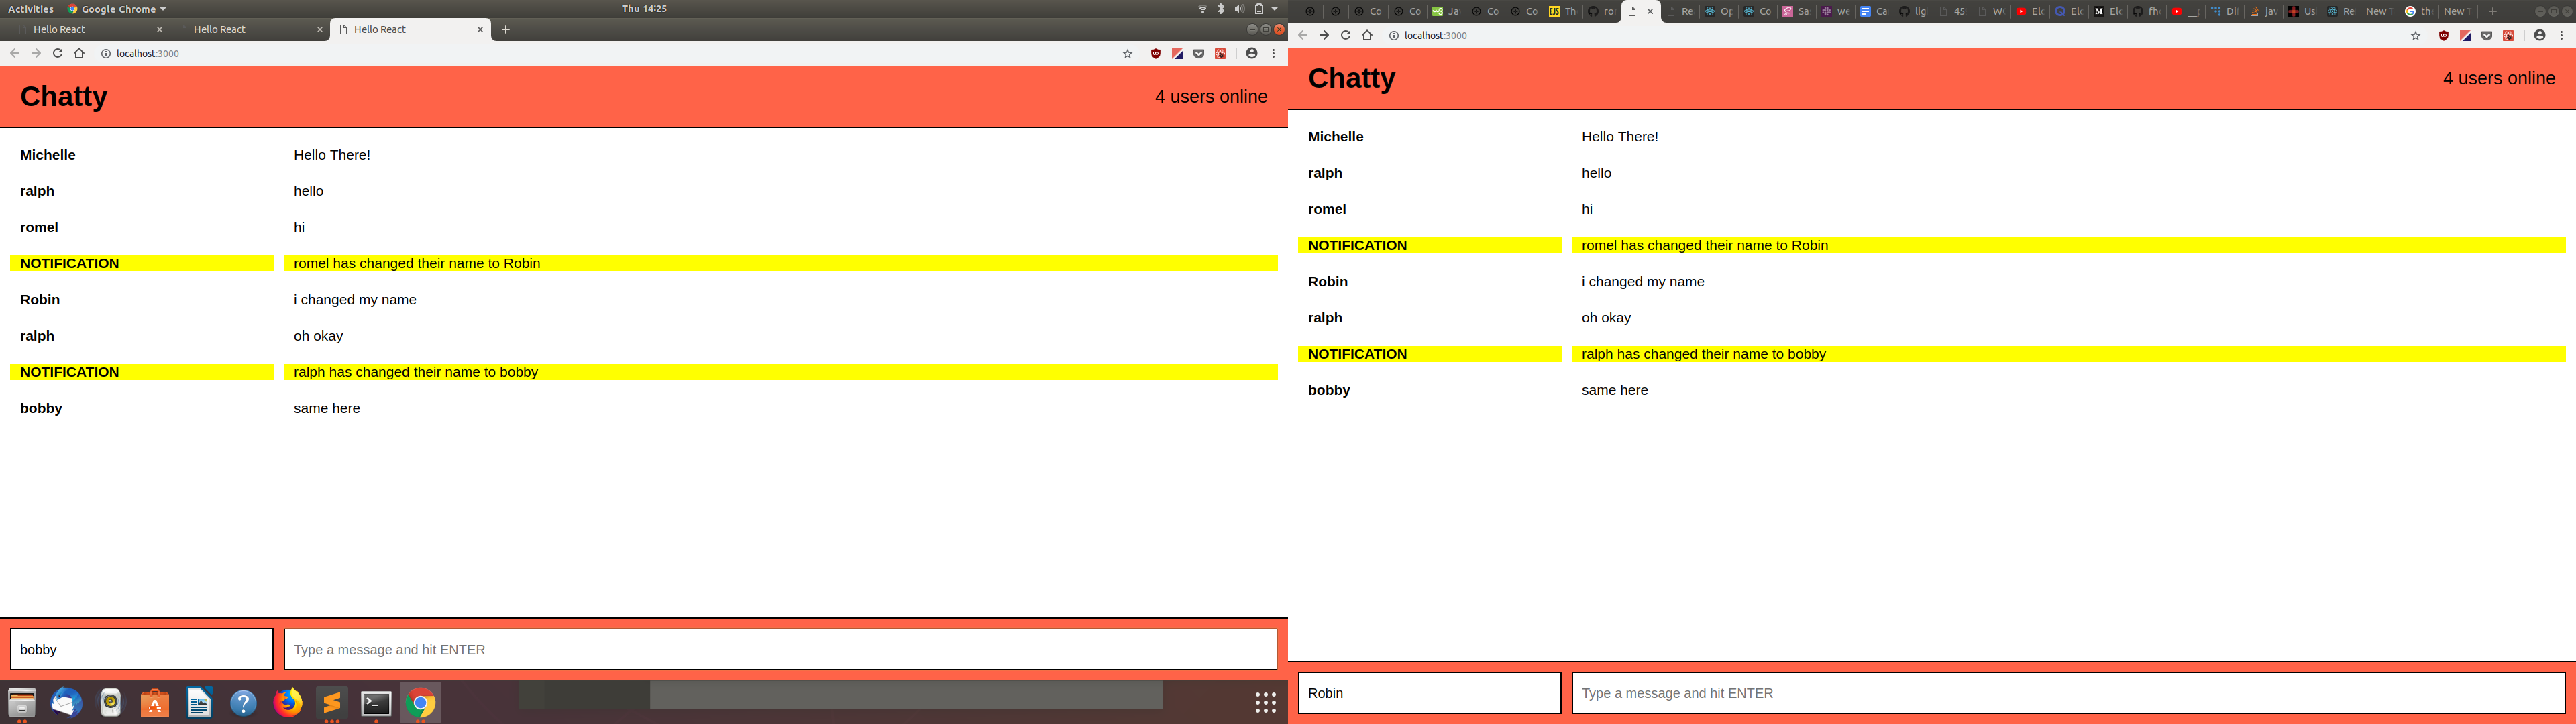 Activities Google Chrome Thu 14:25
Hello React Hello React Hello React
localhost:3000
Chatty 4 users online
Michelle Hello There!
ralph hello
romel hi
NOTIFICATION romel has changed their name to Robin
Robin i changed my name
ralph oh okay
NOTIFICATION ralph has changed their name to bobby
bobby same here
bobby Type a message and hit ENTER
Co Co Ja Co Co Th ro Re Op Co Sa we Ca lig 45 W Ele Ele Ele fh Di jav Us Re New T the New T
localhost:3000
Chatty 4 users online
Michelle Hello There!
ralph hello
romel hi
NOTIFICATION romel has changed their name to Robin
Robin i changed my name
ralph oh okay
NOTIFICATION ralph has changed their name to bobby
bobby same here
Robin Type a message and hit ENTER